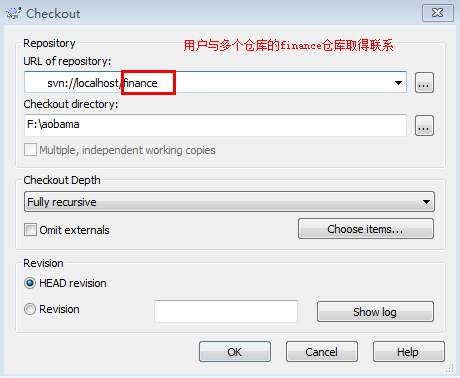 Checkout
Repository
用户与多个仓库的finance仓库取得联系
URL of repository:
svn://localhost/finance
...
Checkout directory:
F:\aobama
...
Multiple, independent working copies
Checkout Depth
Fully recursive
Omit externals
Choose items...
Revision
HEAD revision
Revision
Show log
OK
Cancel
Help